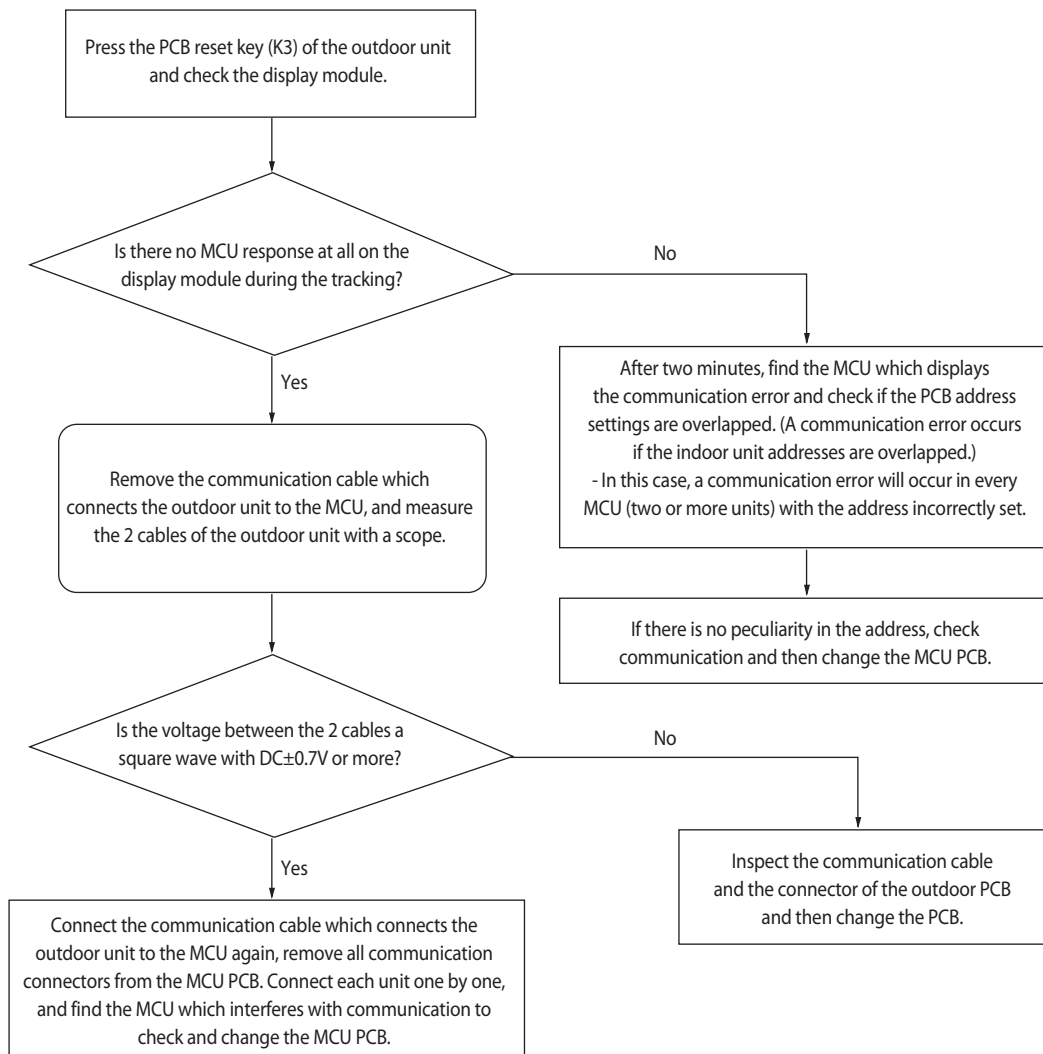 Press the PCB reset key (K3) of the outdoor unit
and check the display module.
Is there no MCU response at all on the
display module during the tracking?
No
Yes
After two minutes, find the MCU which displays
the communication error and check if the PCB address
settings are overlapped. (A communication error occurs
if the indoor unit addresses are overlapped.)
- In this case, a communication error will occur in every
MCU (two or more units) with the address incorrectly set.
Remove the communication cable which
connects the outdoor unit to the MCU, and measure
the 2 cables of the outdoor unit with a scope.
If there is no peculiarity in the address, check
communication and then change the MCU PCB.
Is the voltage between the 2 cables a
square wave with DC±0.7V or more?
No
Yes
Inspect the communication cable
and the connector of the outdoor PCB
and then change the PCB.
Connect the communication cable which connects the
outdoor unit to the MCU again, remove all communication
connectors from the MCU PCB. Connect each unit one by one,
and find the MCU which interferes with communication to
check and change the MCU PCB.